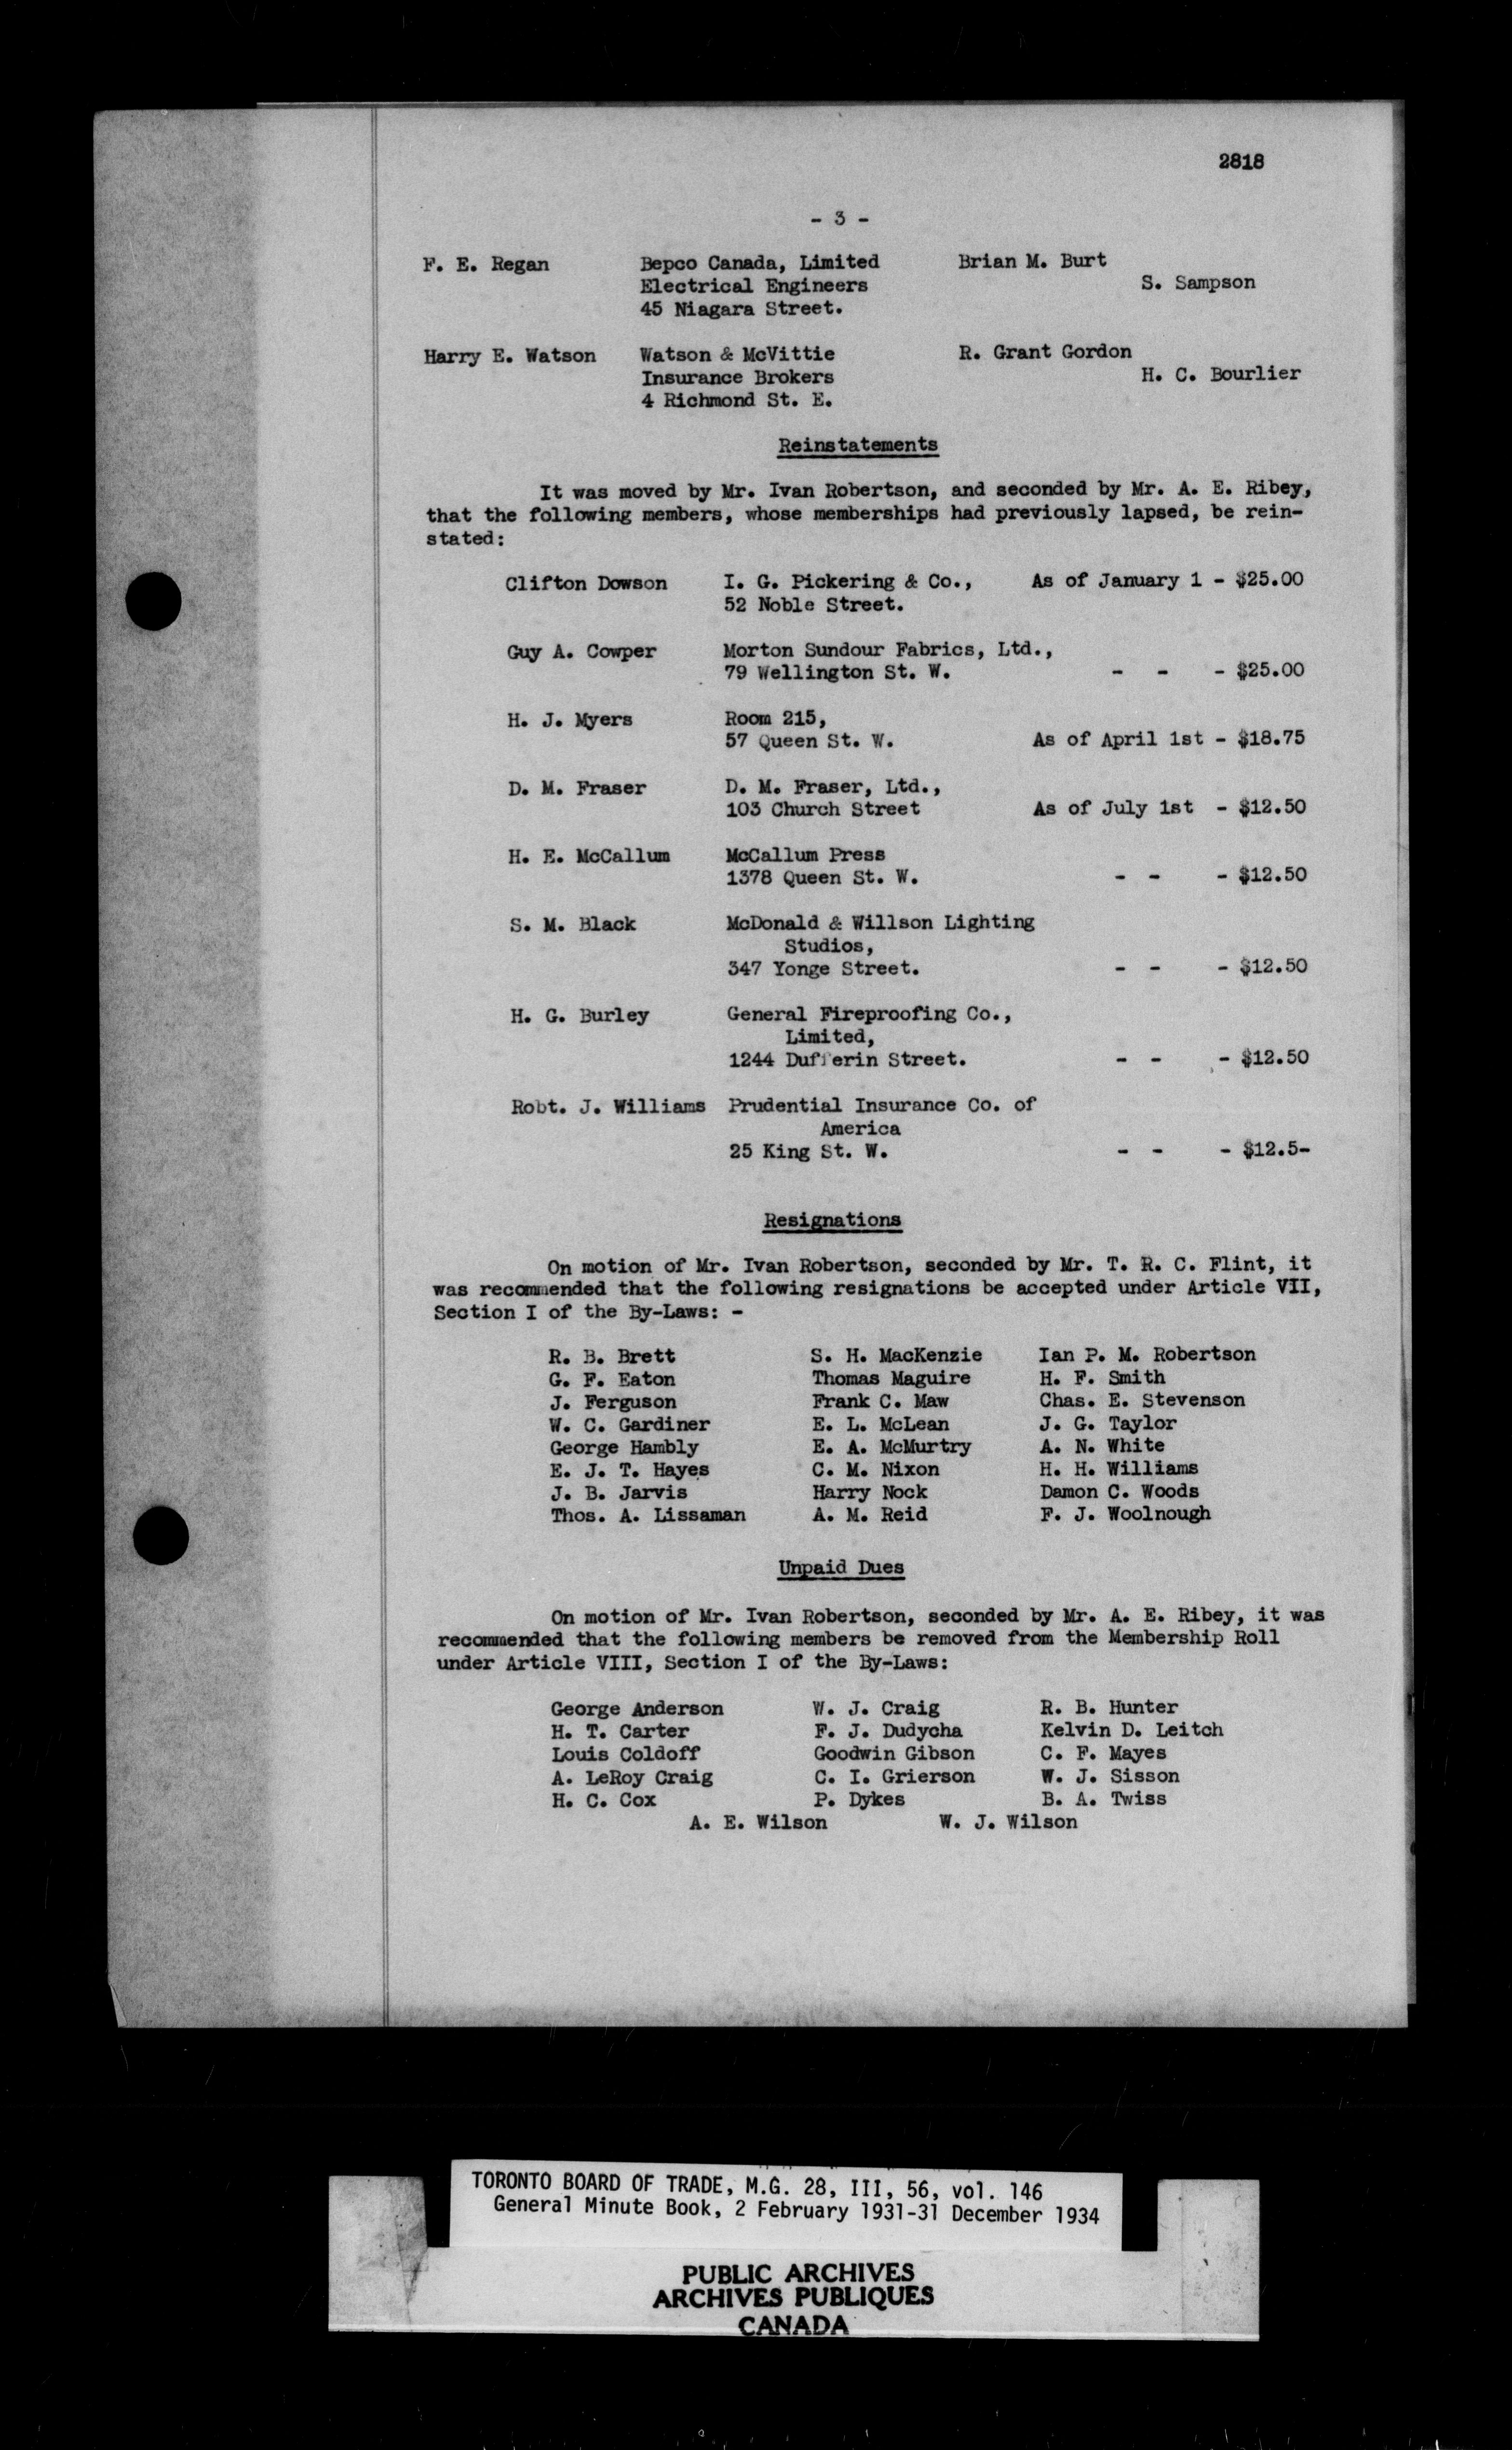 2818
- 3 -
F. E. Regan Bepco Canada, Limited Brian M. Burt
Electrical Engineers S. Sampson
45 Niagara Street.
Harry E. Watson Watson & McVittie R. Grant Gordon
Insurance Brokers H. C. Bourlier
4 Richmond St. E.
Reinstatements
It was moved by Mr. Ivan Robertson, and seconded by Mr. A. E. Ribey,
that the following members, whose memberships had previously lapsed, be rein-
stated:
Clifton Dowson I. G. Pickering & Co., As of January 1 - $25.00
52 Noble Street.
Guy A. Cowper Morton Sundour Fabrics, Ltd.,
79 Wellington St. W. - - - $25.00
H. J. Myers Room 215,
57 Queen St. W. As of April 1st - $18.75
D. M. Fraser D. M. Fraser, Ltd.,
103 Church Street As of July 1st - $12.50
H. E. McCallum McCallum Press
1378 Queen St. W. - - - $12.50
S. M. Black McDonald & Willson Lighting
Studios,
347 Yonge Street. - - - $12.50
H. G. Burley General Fireproofing Co.,
Limited,
1244 Dufferin Street. - - - $12.50
Robt. J. Williams Prudential Insurance Co. of
America
25 King St. W. - - - $12.5-
Resignations
On motion of Mr. Ivan Robertson, seconded by Mr. T. R. C. Flint, it
was recommended that the following resignations be accepted under Article VII,
Section I of the By-Laws: -
R. B. Brett S. H. MacKenzie Ian P. M. Robertson
G. F. Eaton Thomas Maguire H. F. Smith
J. Ferguson Frank C. Maw Chas. E. Stevenson
W. C. Gardiner E. L. McLean J. G. Taylor
George Hambly E. A. McMurtry A. N. White
E. J. T. Hayes C. M. Nixon H. H. Williams
J. B. Jarvis Harry Nock Damon C. Woods
Thos. A. Lissaman A. M. Reid F. J. Woolnough
Unpaid Dues
On motion of Mr. Ivan Robertson, seconded by Mr. A. E. Ribey, it was
recommended that the following members be removed from the Membership Roll
under Article VIII, Section I of the By-Laws:
George Anderson W. J. Craig R. B. Hunter
H. T. Carter F. J. Dudycha Kelvin D. Leitch
Louis Coldoff Goodwin Gibson C. F. Mayes
A. LeRoy Craig C. I. Grierson W. J. Sisson
H. C. Cox P. Dykes B. A. Twiss
A. E. Wilson W. J. Wilson
TORONTO BOARD OF TRADE, M.G. 28, III, 56, vol. 146
General Minute Book, 2 February 1931-31 December 1934
PUBLIC ARCHIVES
ARCHIVES PUBLIQUES
CANADA